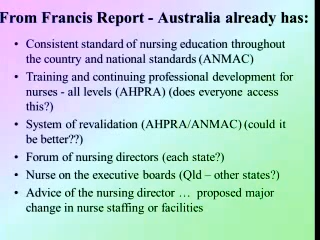 From Francis Report - Australia already has:
• Consistent standard of nursing education throughout
the country and national standards (ANMAC)
• Training and continuing professional development for
nurses - all levels (AHPRA) (does everyone access
this?)
• System of revalidation (AHPRA/ANMAC) (could it
be better??)
• Forum of nursing directors (each state?)
• Nurse on the executive boards (Qld – other states?)
• Advice of the nursing director … proposed major
change in nurse staffing or facilities